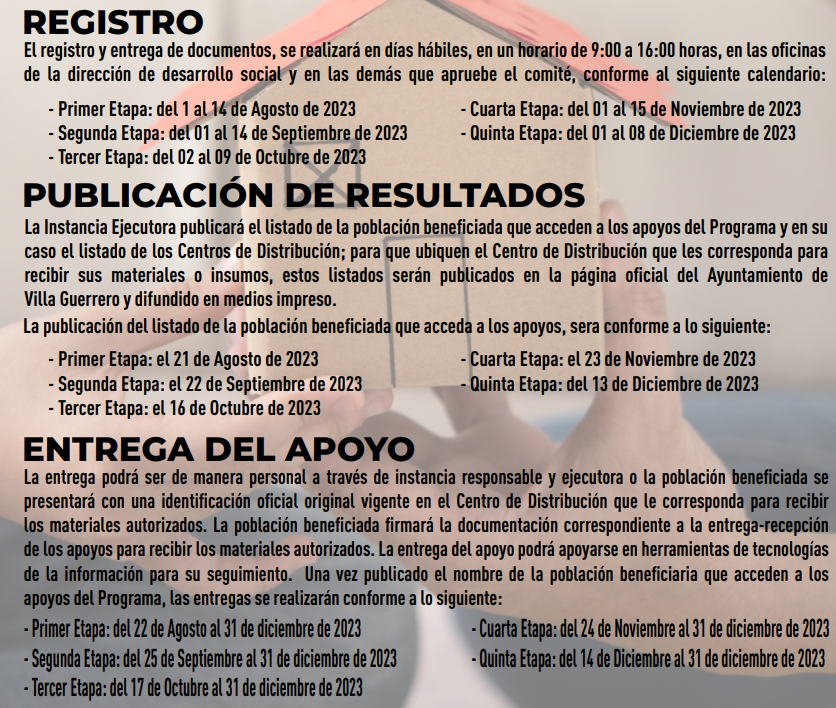 REGISTRO
El registro y entrega de documentos, se realizará en días hábiles, en un horario de 9:00 a 16:00 horas, en las oficinas
de la dirección de desarrollo social y en las demás que apruebe el comité, conforme al siguiente calendario:
- Primer Etapa: del 1 al 14 de Agosto de 2023
- Segunda Etapa: del 01 al 14 de Septiembre de 2023
- Tercer Etapa: del 02 al 09 de Octubre de 2023
- Cuarta Etapa: del 01 al 15 de Noviembre de 2023
- Quinta Etapa: del 01 al 08 de Diciembre de 2023
PUBLICACIÓN DE RESULTADOS
La Instancia Ejecutora publicará el listado de la población beneficiada que acceden a los apoyos del Programa y en su
caso el listado de los Centros de Distribución; para que ubiquen el Centro de Distribución que les corresponda para
recibir sus materiales o insumos, estos listados serán publicados en la página oficial del Ayuntamiento de
Villa Guerrero y difundido en medios impreso.
La publicación del listado de la población beneficiada que acceda a los apoyos, sera conforme a lo siguiente:
- Primer Etapa: el 21 de Agosto de 2023
- Segunda Etapa: el 22 de Septiembre de 2023
- Tercer Etapa: el 16 de Octubre de 2023
- Cuarta Etapa: el 23 de Noviembre de 2023
- Quinta Etapa: del 13 de Diciembre de 2023
ENTREGA DEL APOYO
La entrega podrá ser de manera personal a través de instancia responsable y ejecutora o la población beneficiada se
presentará con una identificación oficial original vigente en el Centro de Distribución que le corresponda para recibir
los materiales autorizados. La población beneficiada firmará la documentación correspondiente a la entrega-recepción
de los apoyos para recibir los materiales autorizados. La entrega del apoyo podrá apoyarse en herramientas de tecnologías
de la información para su seguimiento. Una vez publicado el nombre de la población beneficiaria que acceden a los
apoyos del Programa, las entregas se realizarán conforme a lo siguiente:
- Primer Etapa: del 22 de Agosto al 31 de diciembre de 2023
- Segunda Etapa: del 25 de Septiembre al 31 de diciembre de 2023
- Tercer Etapa: del 17 de Octubre al 31 de diciembre de 2023
- Cuarta Etapa: del 24 de Noviembre al 31 de diciembre de 2023
- Quinta Etapa: del 14 de Diciembre al 31 de diciembre de 2023